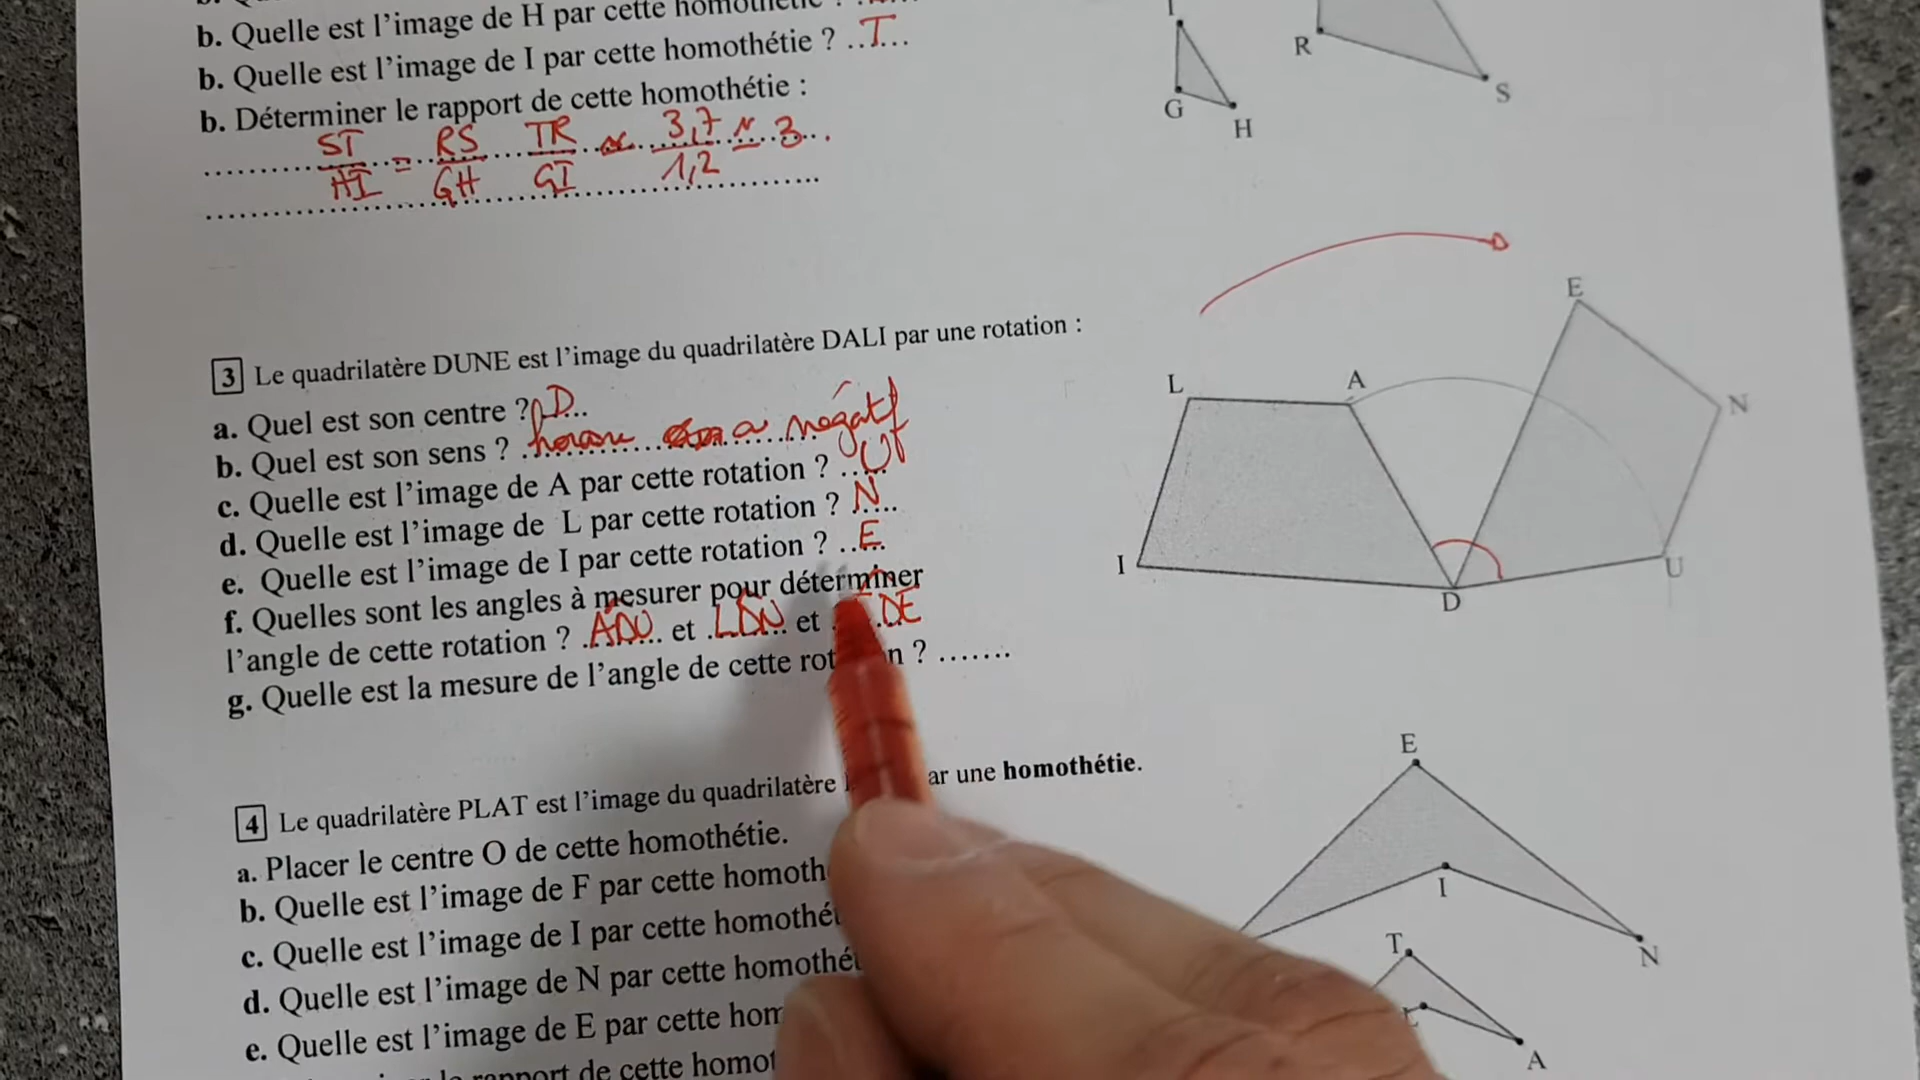 b. Quelle est l'image de H par cette homothétie ?
b. Quelle est l'image de I par cette homothétie ? ..T...
b. Déterminer le rapport de cette homothétie :
ST/HI = RS/GH TR/GI ≈ 3,7/1,2 ≈ 3
I
G
H
R
S
3 Le quadrilatère DUNE est l'image du quadrilatère DALI par une rotation :
a. Quel est son centre ? D...
b. Quel est son sens ? négatif
c. Quelle est l'image de A par cette rotation ? ..U
d. Quelle est l'image de L par cette rotation ? N
e. Quelle est l'image de I par cette rotation ? ..E
f. Quelles sont les angles à mesurer pour déterminer
l'angle de cette rotation ? ADU et LDN et DE
g. Quelle est la mesure de l'angle de cette rot n ? .......
L
A
E
N
I
D
U
4 Le quadrilatère PLAT est l'image du quadrilatère ar une homothétie.
a. Placer le centre O de cette homothétie.
b. Quelle est l'image de F par cette homoth
c. Quelle est l'image de I par cette homothét
d. Quelle est l'image de N par cette homothét
e. Quelle est l'image de E par cette hom
rapport de cette homot
E
I
N
T
L
A